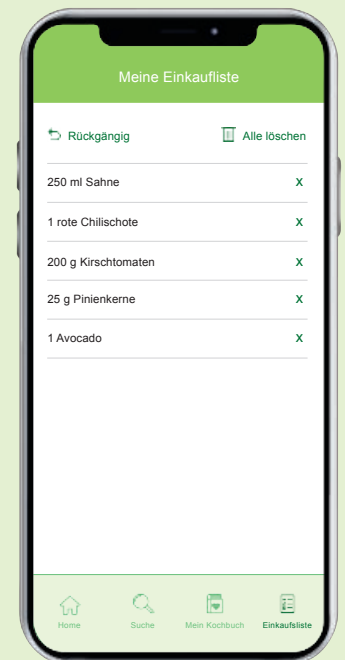 Meine Einkaufliste
Rückgängig Alle löschen
250 ml Sahne X
1 rote Chilischote X
200 g Kirschtomaten X
25 g Pinienkerne X
1 Avocado X
Home Suche Mein Kochbuch Einkaufsliste